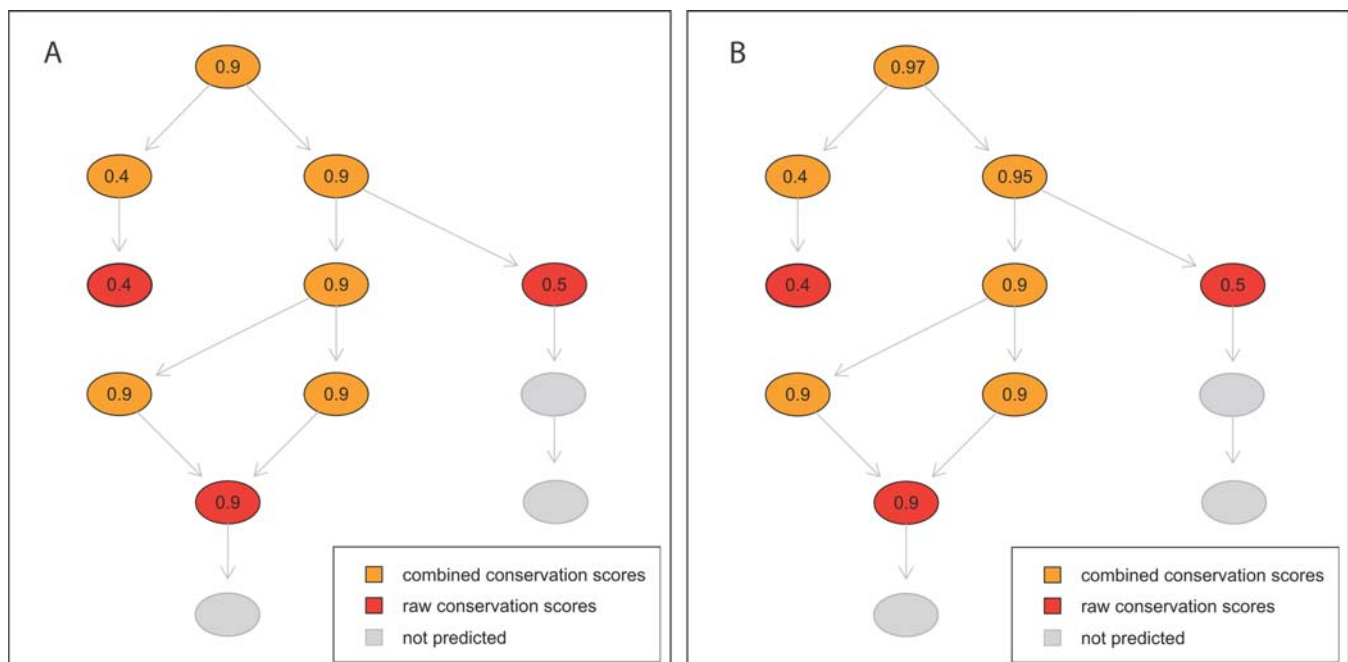 A
0.9
0.4 0.9
0.4 0.9 0.5
0.9 0.9
0.9
combined conservation scores
raw conservation scores
not predicted
B
0.97
0.4 0.95
0.4 0.9 0.5
0.9 0.9
0.9
combined conservation scores
raw conservation scores
not predicted